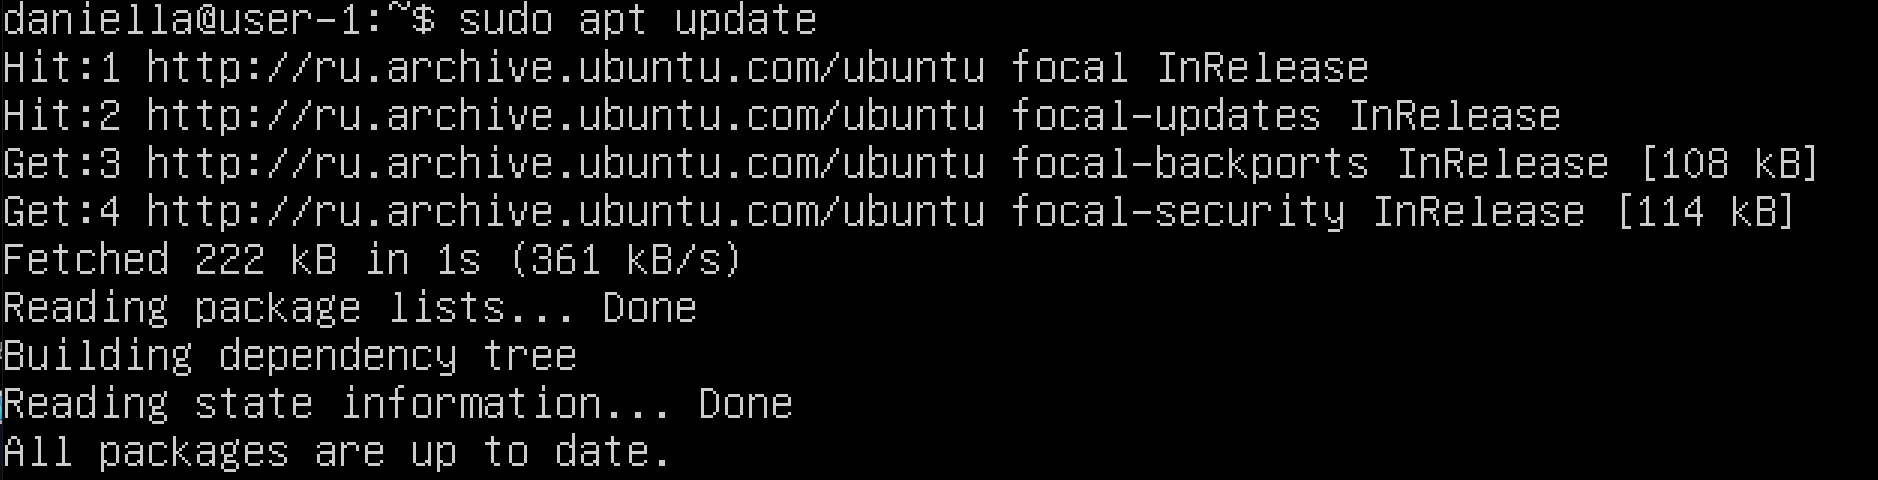 daniella@user-1:~$ sudo apt update
Hit:1 http://ru.archive.ubuntu.com/ubuntu focal InRelease
Hit:2 http://ru.archive.ubuntu.com/ubuntu focal-updates InRelease
Get:3 http://ru.archive.ubuntu.com/ubuntu focal-backports InRelease [108 kB]
Get:4 http://ru.archive.ubuntu.com/ubuntu focal-security InRelease [114 kB]
Fetched 222 kB in 1s (361 kB/s)
Reading package lists... Done
Building dependency tree
Reading state information... Done
All packages are up to date.